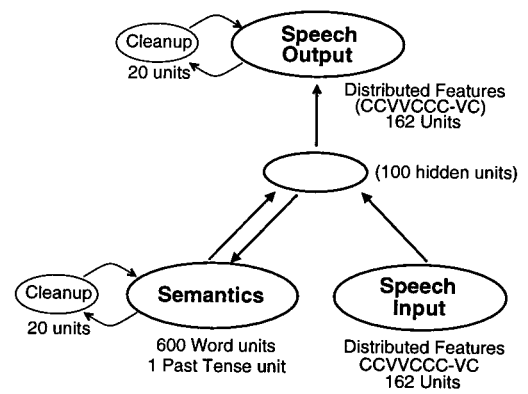 Cleanup
20 units
Speech
Output
Distributed Features
(CCVVCCC-VC)
162 Units
(100 hidden units)
Cleanup
20 units
Semantics
600 Word units
1 Past Tense unit
Speech
Input
Distributed Features
CCVVCCC-VC
162 Units